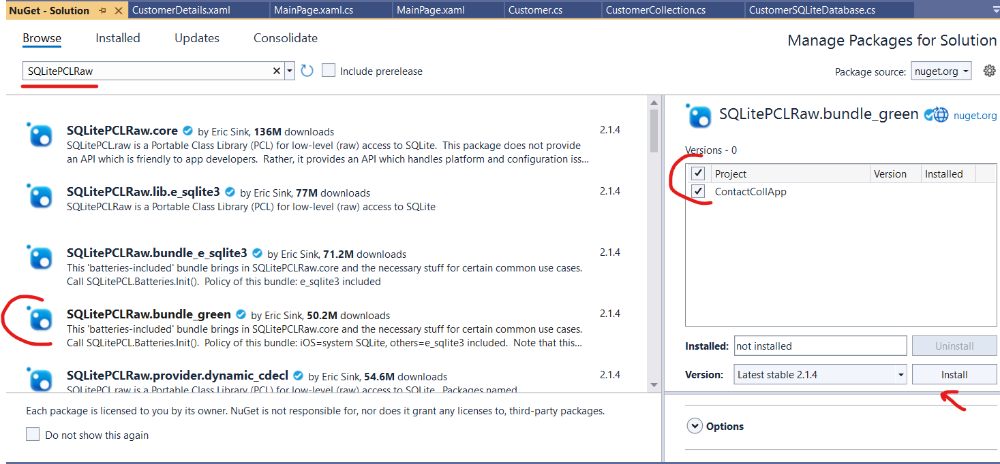 NuGet - Solution
CustomerDetails.xaml
MainPage.xaml.cs
MainPage.xaml
Customer.cs
CustomerCollection.cs
CustomerSQLiteDatabase.cs
Browse
Installed
Updates
Consolidate
Manage Packages for Solution
SQLitePCLRaw
Include prerelease
Package source:
nuget.org
SQLitePCLRaw.core by Eric Sink, 136M downloads
2.1.4
SQLitePCL.raw is a Portable Class Library (PCL) for low-level (raw) access to SQLite. This package does not provide
an API which is friendly to app developers. Rather, it provides an API which handles platform and configuration iss...
SQLitePCLRaw.lib.e_sqlite3 by Eric Sink, 77M downloads
2.1.4
SQLitePCLRaw is a Portable Class Library (PCL) for low-level (raw) access to SQLite
SQLitePCLRaw.bundle_e_sqlite3 by Eric Sink, 71.2M downloads
2.1.4
This 'batteries-included' bundle brings in SQLitePCLRaw.core and the necessary stuff for certain common use cases.
Call SQLitePCL.Batteries.Init(). Policy of this bundle: e_sqlite3 included
SQLitePCLRaw.bundle_green by Eric Sink, 50.2M downloads
2.1.4
This 'batteries-included' bundle brings in SQLitePCLRaw.core and the necessary stuff for certain common use cases.
Call SQLitePCL.Batteries.Init(). Policy of this bundle: iOS=system SQLite, others=e_sqlite3 included. Note that this...
SQLitePCLRaw.provider.dynamic_cdecl by Eric Sink, 54.6M downloads
2.1.4
SQLitePCL.raw is a Portable Class Library (PCL) for low-level (raw) access to SQLite. Packages named
Each package is licensed to you by its owner. NuGet is not responsible for, nor does it grant any licenses to, third-party packages.
Do not show this again
SQLitePCLRaw.bundle_green
nuget.org
Versions - 0
Project
Version
Installed
ContactCollApp
Installed:
not installed
Uninstall
Version:
Latest stable 2.1.4
Install
Options